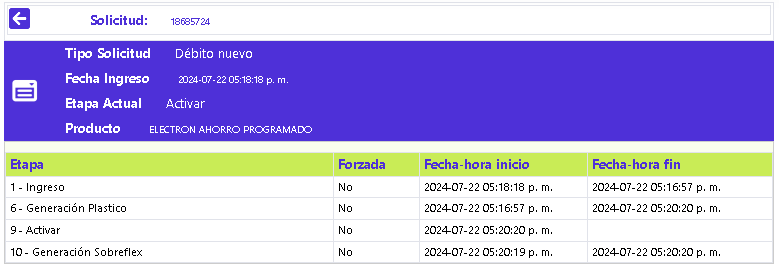 Solicitud: 18685724
Tipo Solicitud Débito nuevo
Fecha Ingreso 2024-07-22 05:18:18 p. m.
Etapa Actual Activar
Producto ELECTRON AHORRO PROGRAMADO
Etapa Forzada Fecha-hora inicio Fecha-hora fin
1 - Ingreso No 2024-07-22 05:18:18 p. m. 2024-07-22 05:16:57 p. m.
6 - Generación Plastico No 2024-07-22 05:16:57 p. m. 2024-07-22 05:20:20 p. m.
9 - Activar No 2024-07-22 05:20:20 p. m.
10 - Generación Sobreflex No 2024-07-22 05:20:19 p. m. 2024-07-22 05:20:20 p. m.